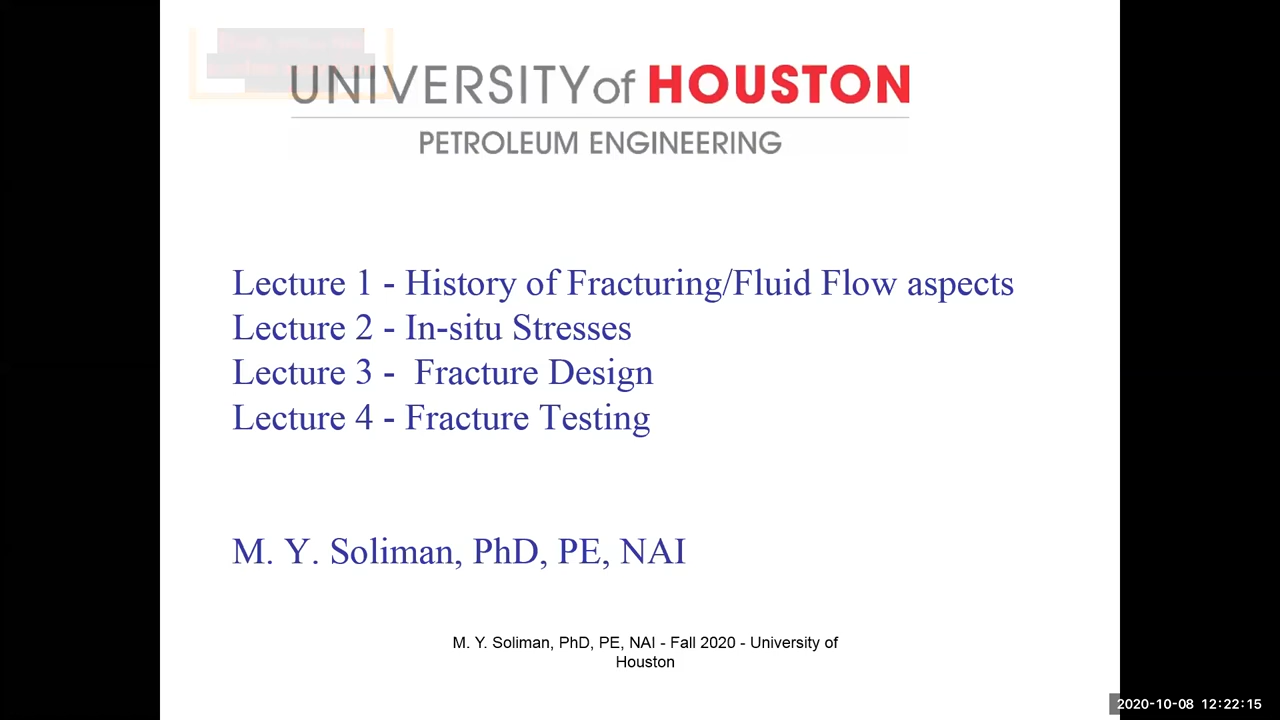 UNIVERSITY of HOUSTON
PETROLEUM ENGINEERING
Lecture 1 - History of Fracturing/Fluid Flow aspects
Lecture 2 - In-situ Stresses
Lecture 3 - Fracture Design
Lecture 4 - Fracture Testing
M. Y. Soliman, PhD, PE, NAI
M. Y. Soliman, PhD, PE, NAI - Fall 2020 - University of
Houston
2020-10-08 12:22:15